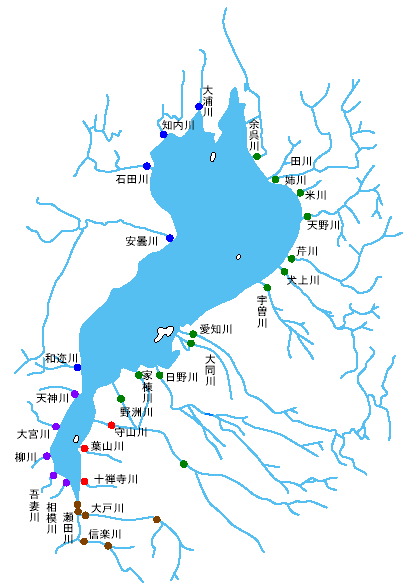 大浦川
知内川
余呉川
田川
石田川
姉川
米川
天野川
安曇川
芹川
犬上川
宇曽川
愛知川
大同川
和迩川
家棟川
日野川
天神川
野洲川
大宮川
守山川
葉山川
柳川
十禅寺川
吾妻川
相模川
瀬田川
大戸川
信楽川